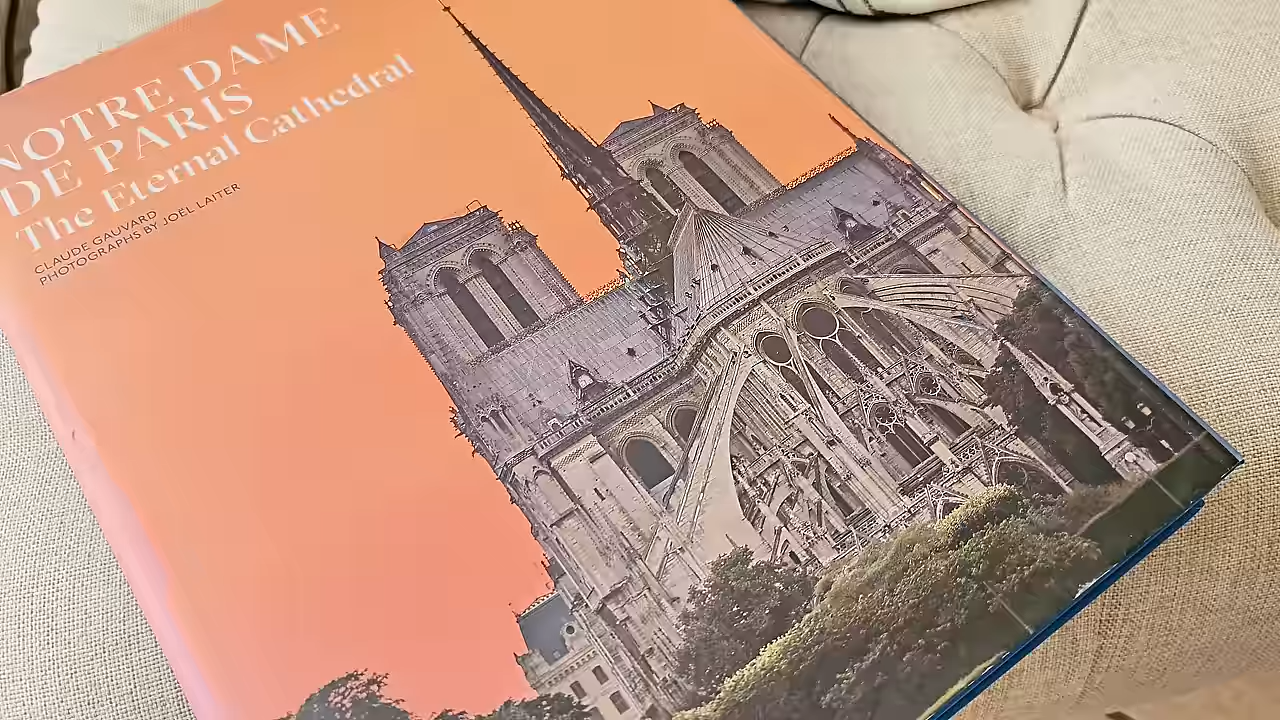 NOTRE DAME
DE PARIS
The Eternal Cathedral
CLAUDE GAUVARD
PHOTOGRAPHS BY JOËL LAITER